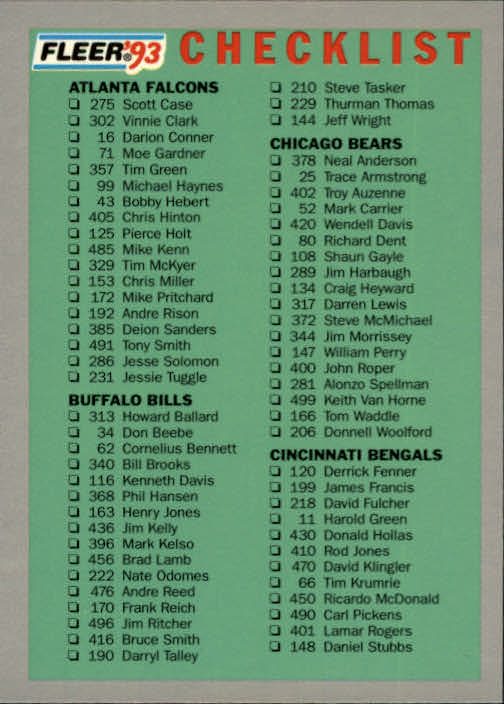 FLEER '93 CHECKLIST
ATLANTA FALCONS
275 Scott Case
302 Vinnie Clark
16 Darion Conner
71 Moe Gardner
357 Tim Green
99 Michael Haynes
43 Bobby Hebert
405 Chris Hinton
125 Pierce Holt
485 Mike Kenn
329 Tim McKyer
153 Chris Miller
172 Mike Pritchard
192 Andre Rison
385 Deion Sanders
491 Tony Smith
286 Jesse Solomon
231 Jessie Tuggle
BUFFALO BILLS
313 Howard Ballard
34 Don Beebe
62 Cornelius Bennett
340 Bill Brooks
116 Kenneth Davis
368 Phil Hansen
163 Henry Jones
436 Jim Kelly
396 Mark Kelso
456 Brad Lamb
222 Nate Odomes
476 Andre Reed
170 Frank Reich
496 Jim Ritcher
416 Bruce Smith
190 Darryl Talley
210 Steve Tasker
229 Thurman Thomas
144 Jeff Wright
CHICAGO BEARS
378 Neal Anderson
25 Trace Armstrong
402 Troy Auzenne
52 Mark Carrier
420 Wendell Davis
80 Richard Dent
108 Shaun Gayle
289 Jim Harbaugh
134 Craig Heyward
317 Darren Lewis
372 Steve McMichael
344 Jim Morrissey
147 William Perry
400 John Roper
281 Alonzo Spellman
499 Keith Van Horne
166 Tom Waddle
206 Donnell Woolford
CINCINNATI BENGALS
120 Derrick Fenner
199 James Francis
218 David Fulcher
11 Harold Green
430 Donald Hollas
410 Rod Jones
470 David Klingler
66 Tim Krumrie
450 Ricardo McDonald
490 Carl Pickens
401 Lamar Rogers
148 Daniel Stubbs